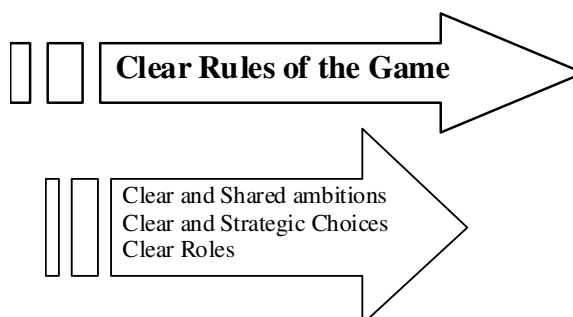 Clear Rules of the Game
Clear and Shared ambitions
Clear and Strategic Choices
Clear Roles